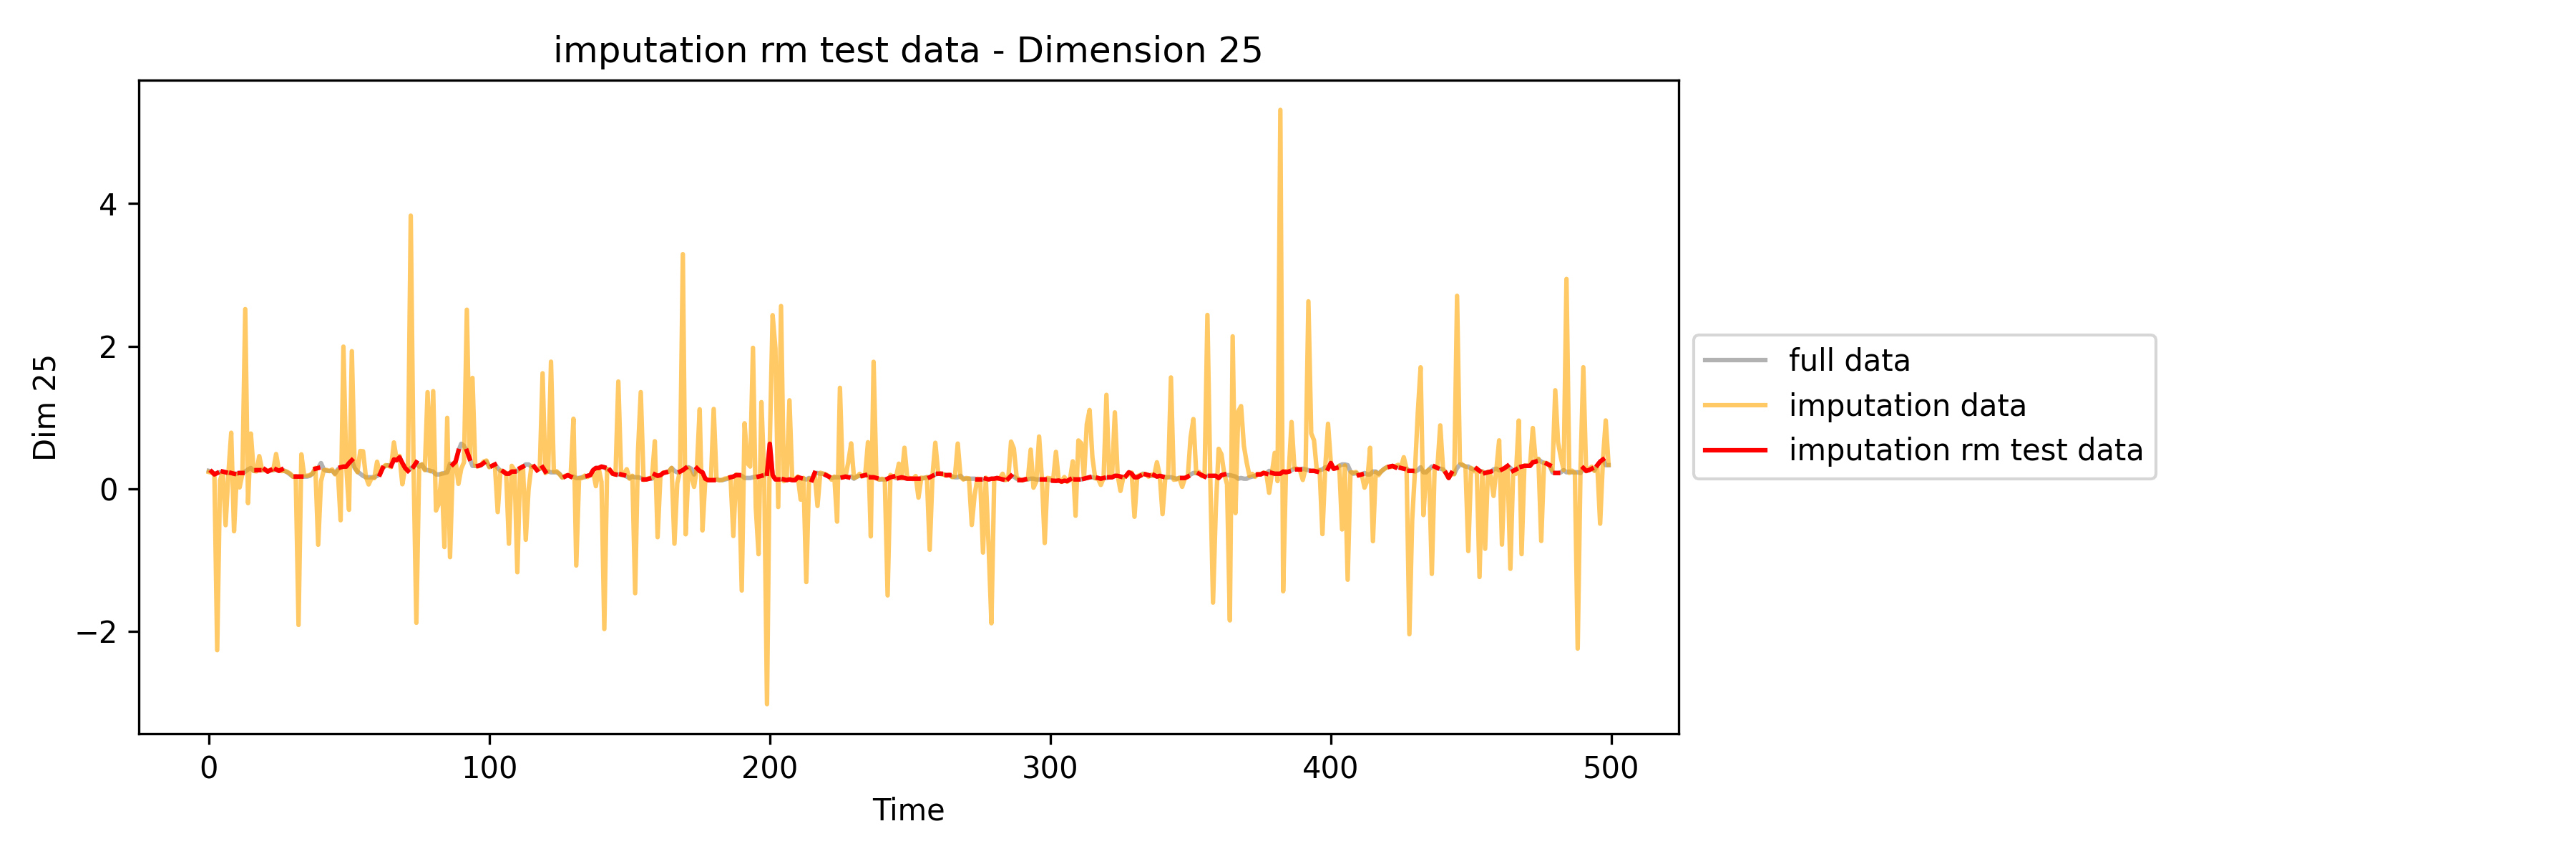 imputation rm test data - Dimension 25
Dim 25
4
2
0
−2
0
100
200
300
400
500
Time
full data
imputation data
imputation rm test data